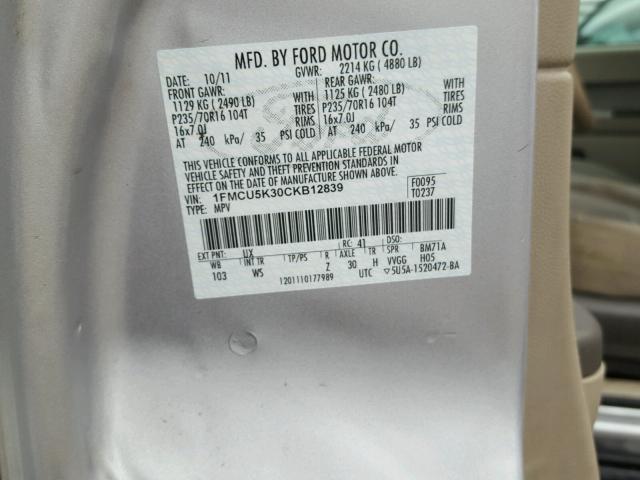 MFD. BY FORD MOTOR CO.
DATE: 10/11 GVWR: 2214 KG ( 4880 LB)
FRONT GAWR: REAR GAWR:
1129 KG ( 2490 LB) WITH 1125 KG ( 2480 LB) WITH
P235/70R16 104T TIRES P235/70R16 104T TIRES
16x7.0J RIMS 16x7.0J RIMS
AT 240 kPa/ 35 PSI COLD AT 240 kPa/ 35 PSI COLD
THIS VEHICLE CONFORMS TO ALL APPLICABLE FEDERAL MOTOR
VEHICLE SAFETY AND THEFT PREVENTION STANDARDS IN
EFFECT ON THE DATE OF MANUFACTURE SHOWN ABOVE.
VIN: 1FMCU5K30CKB12839 F0095
TYPE: MPV T0237
EXT PNT: UX RC: 41 DSO:
WB INT TR TP/PS R AXLE TR SPR BM71A
103 WS Z 30 H VVGG H05
1201110177989 UTC ▽5U5A-1520472-BA
Ford